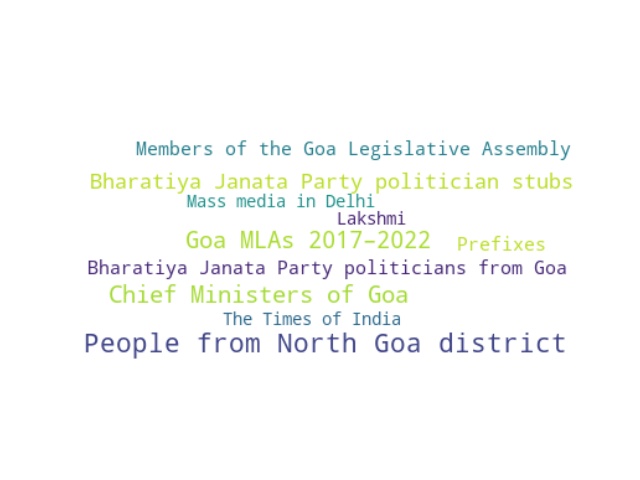 Members of the Goa Legislative Assembly
Bharatiya Janata Party politician stubs
Mass media in Delhi
Lakshmi
Goa MLAs 2017–2022 Prefixes
Bharatiya Janata Party politicians from Goa
Chief Ministers of Goa
The Times of India
People from North Goa district